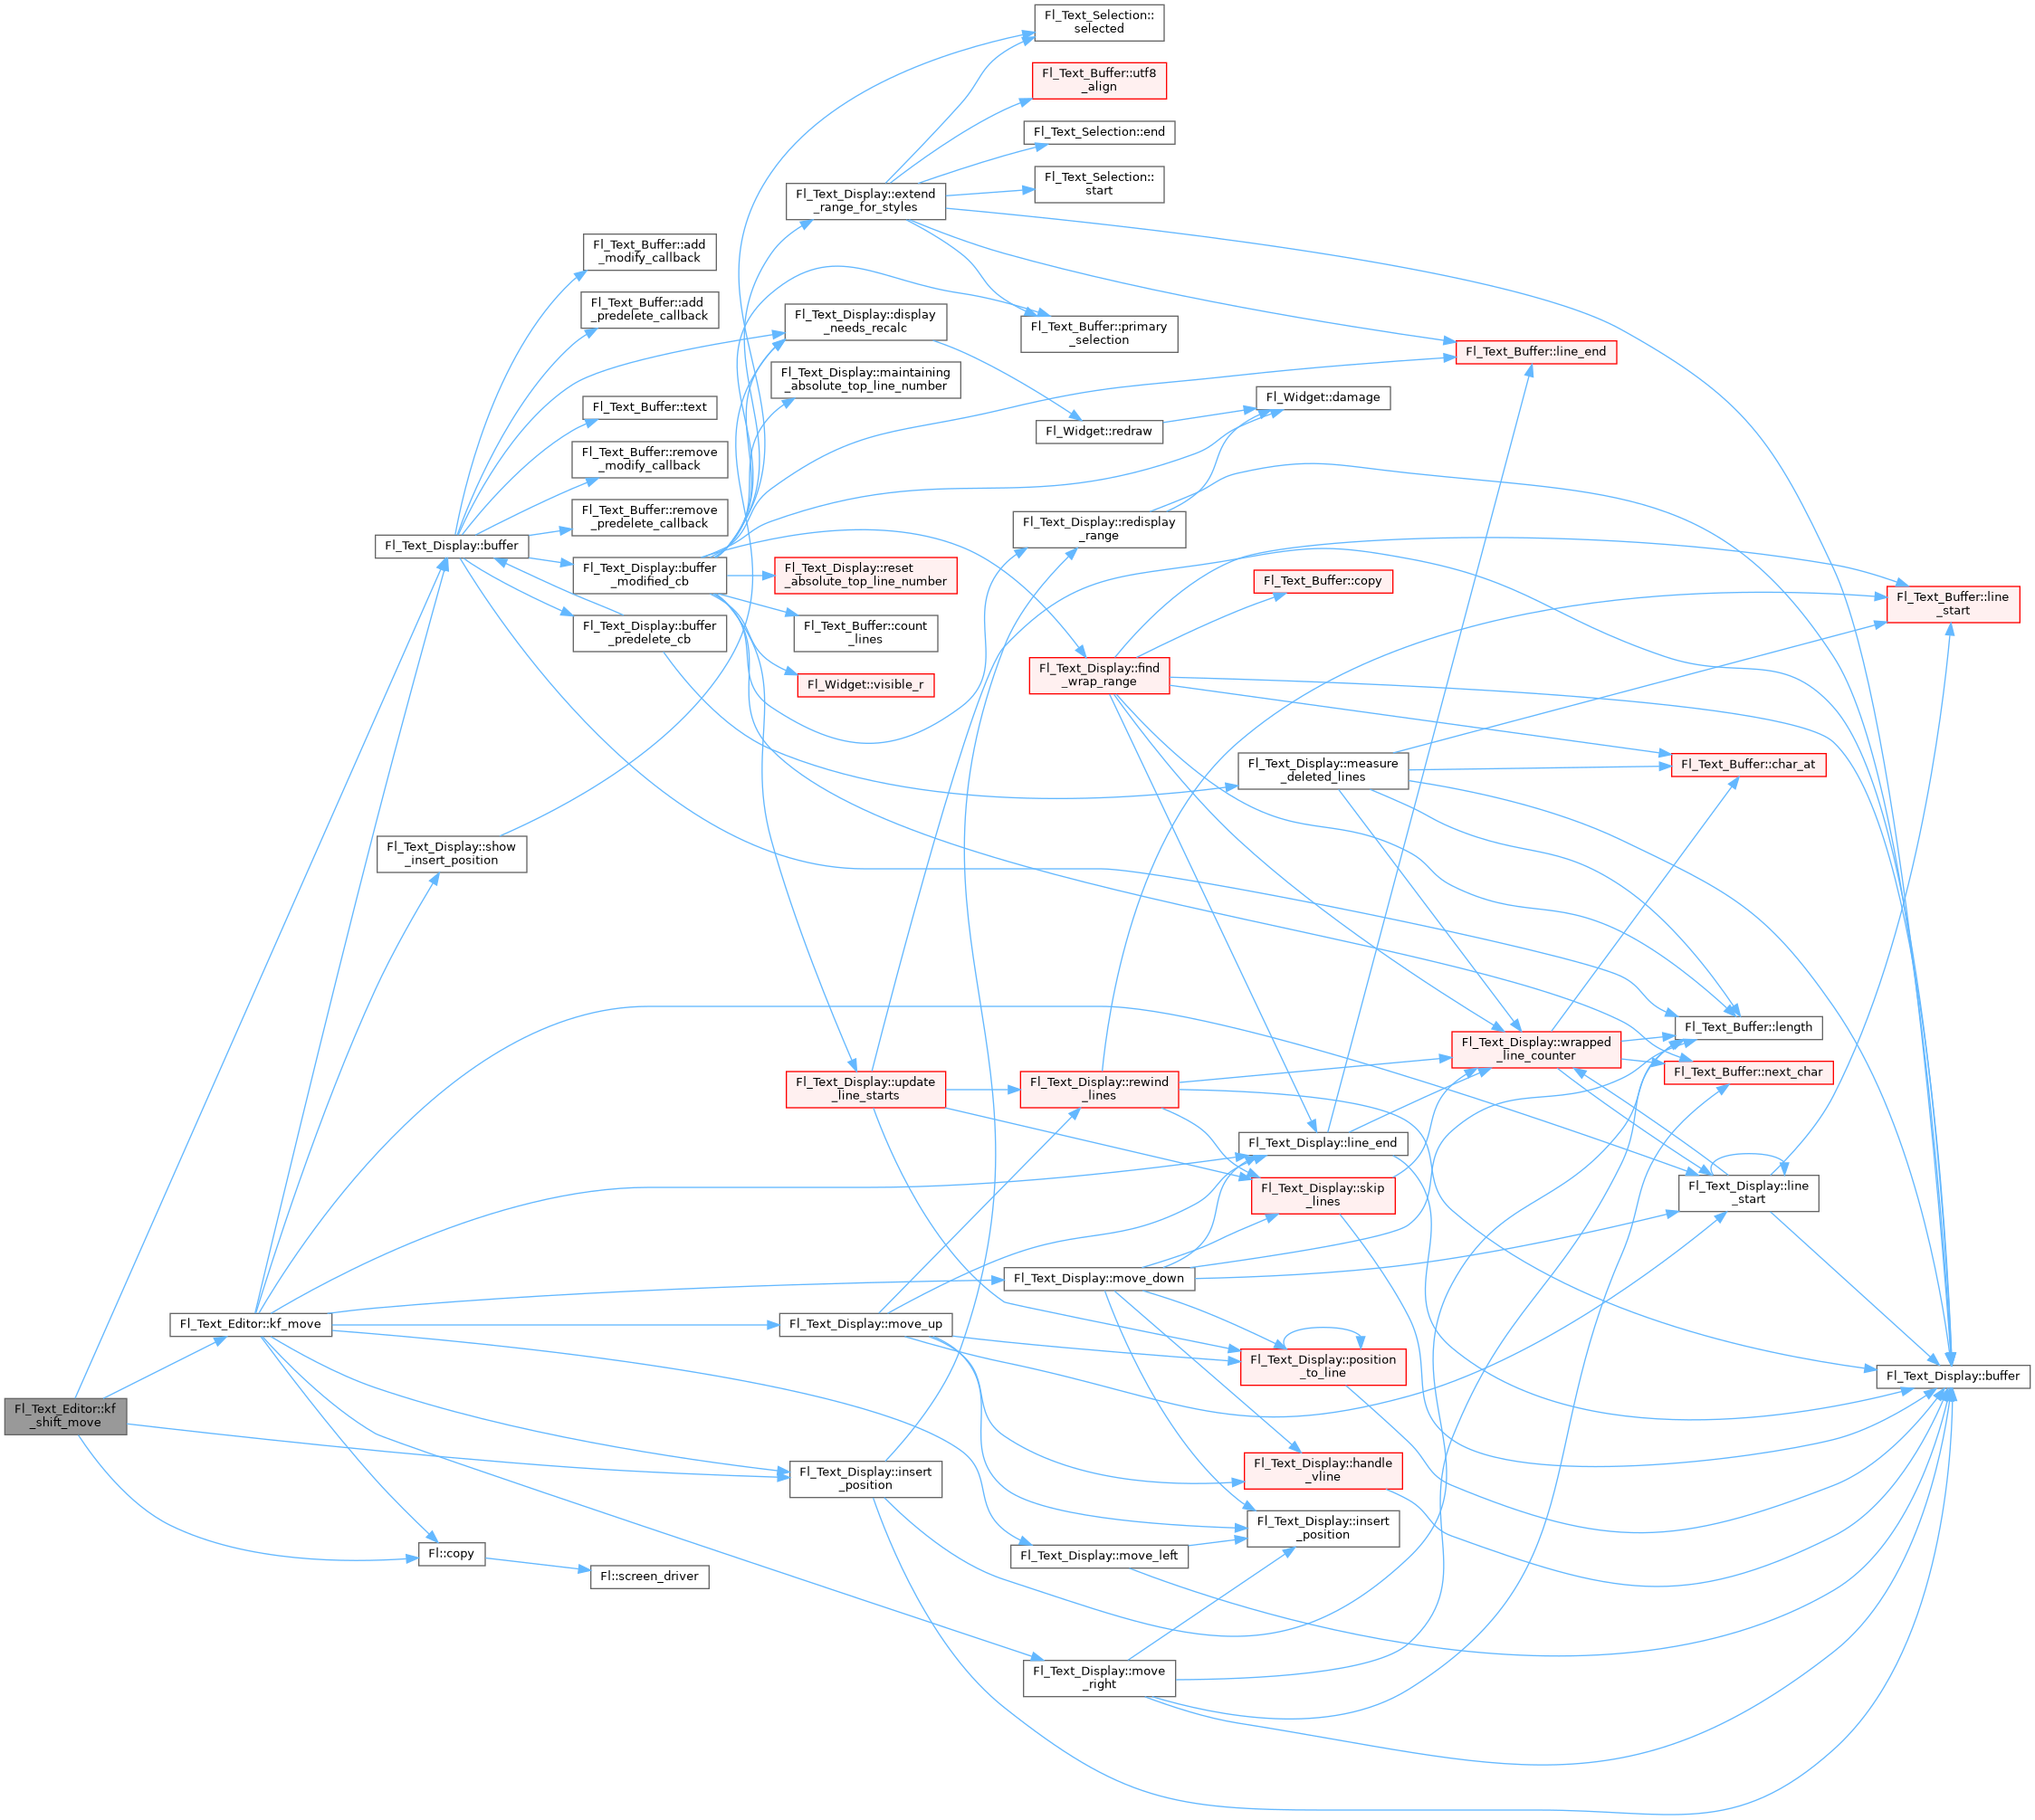 Fl_Text_Selection::
selected
Fl_Text_Buffer::utf8
_align
Fl_Text_Selection::end
Fl_Text_Selection::
start
Fl_Text_Display::extend
_range_for_styles
Fl_Text_Buffer::add
_modify_callback
Fl_Text_Buffer::add
_predelete_callback
Fl_Text_Display::display
_needs_recalc
Fl_Text_Buffer::primary
_selection
Fl_Text_Buffer::line_end
Fl_Text_Display::maintaining
_absolute_top_line_number
Fl_Widget::damage
Fl_Text_Buffer::text
Fl_Widget::redraw
Fl_Text_Buffer::remove
_modify_callback
Fl_Text_Buffer::remove
_predelete_callback
Fl_Text_Display::redisplay
_range
Fl_Text_Display::buffer
Fl_Text_Display::buffer
_modified_cb
Fl_Text_Display::reset
_absolute_top_line_number
Fl_Text_Buffer::copy
Fl_Text_Buffer::line
_start
Fl_Text_Display::buffer
_predelete_cb
Fl_Text_Buffer::count
_lines
Fl_Widget::visible_r
Fl_Text_Display::find
_wrap_range
Fl_Text_Display::measure
_deleted_lines
Fl_Text_Buffer::char_at
Fl_Text_Display::show
_insert_position
Fl_Text_Buffer::length
Fl_Text_Display::wrapped
_line_counter
Fl_Text_Buffer::next_char
Fl_Text_Display::update
_line_starts
Fl_Text_Display::rewind
_lines
Fl_Text_Display::line_end
Fl_Text_Display::skip
_lines
Fl_Text_Display::line
_start
Fl_Text_Display::move_down
Fl_Text_Editor::kf_move
Fl_Text_Display::move_up
Fl_Text_Display::position
_to_line
Fl_Text_Display::buffer
Fl_Text_Editor::kf
_shift_move
Fl_Text_Display::handle
_vline
Fl_Text_Display::insert
_position
Fl_Text_Display::insert
_position
Fl::copy
Fl_Text_Display::move_left
Fl::screen_driver
Fl_Text_Display::move
_right